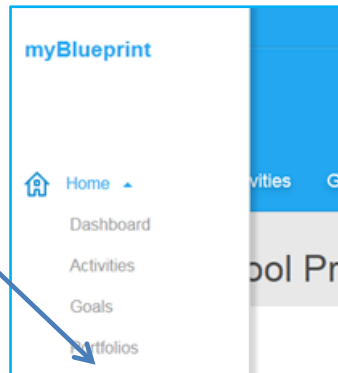 myBlueprint
Home
vities G
Dashboard
Activities
ool Pr
Goals
Portfolios